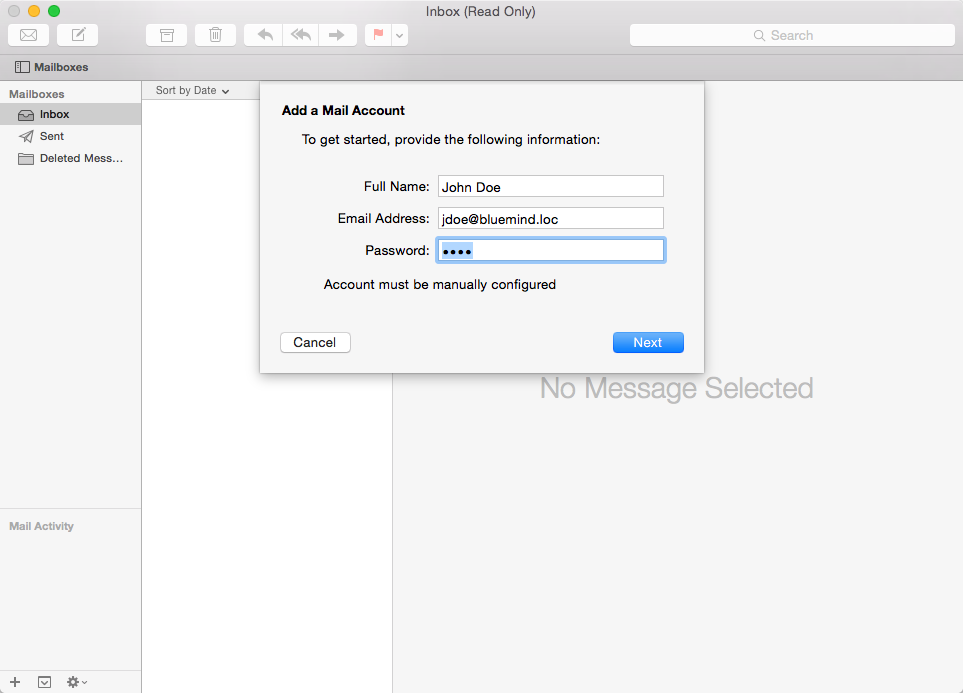 Inbox (Read Only)
Search
Mailboxes
Mailboxes
Inbox
Sent
Deleted Mess...
Sort by Date
Add a Mail Account
To get started, provide the following information:
Full Name: John Doe
Email Address: jdoe@bluemind.loc
Password: ••••
Account must be manually configured
Cancel Next
No Message Selected
Mail Activity